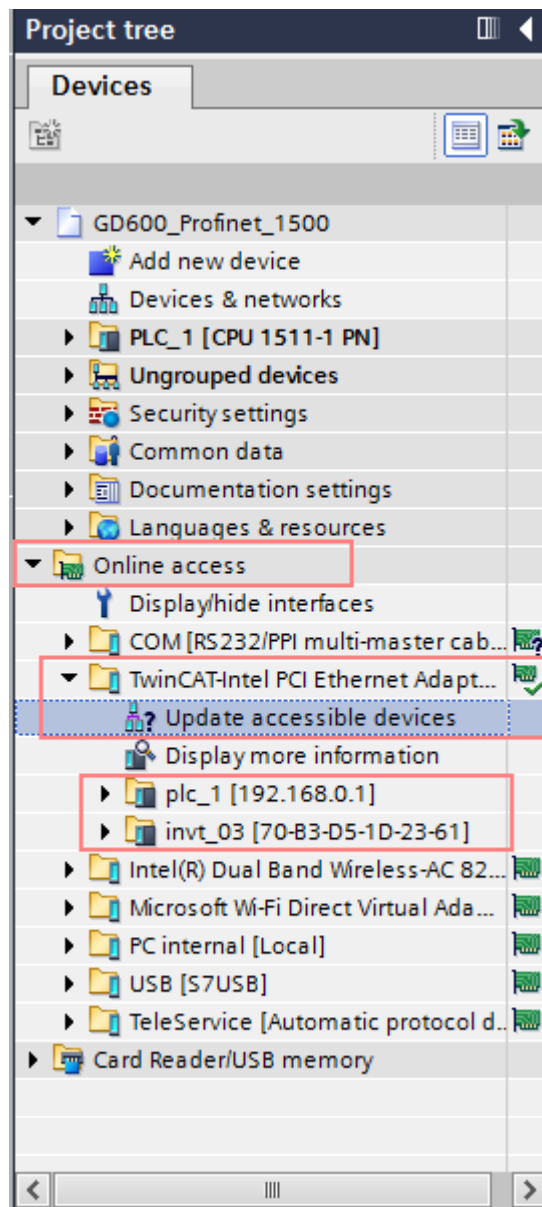 Project tree
Devices
GD600_Profinet_1500
Add new device
Devices & networks
PLC_1 [CPU 1511-1 PN]
Ungrouped devices
Security settings
Common data
Documentation settings
Languages & resources
Online access
Display/hide interfaces
COM [RS232/PPI multi-master cab...
TwinCAT-Intel PCI Ethernet Adapt...
Update accessible devices
Display more information
plc_1 [192.168.0.1]
invt_03 [70-B3-D5-1D-23-61]
Intel(R) Dual Band Wireless-AC 82...
Microsoft Wi-Fi Direct Virtual Ada...
PC internal [Local]
USB [S7USB]
TeleService [Automatic protocol d..
Card Reader/USB memory